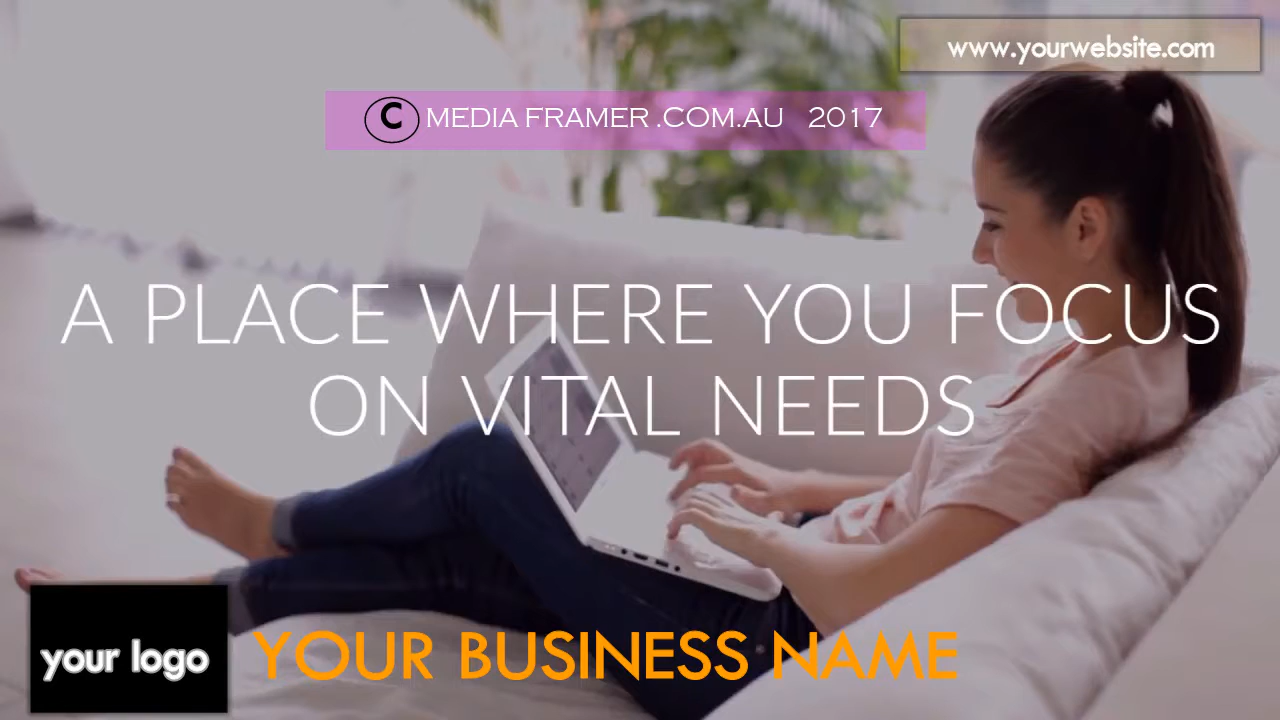 www.yourwebsite.com
C MEDIA FRAMER .COM.AU 2017
A PLACE WHERE YOU FOCUS
ON VITAL NEEDS
your logo
YOUR BUSINESS NAME